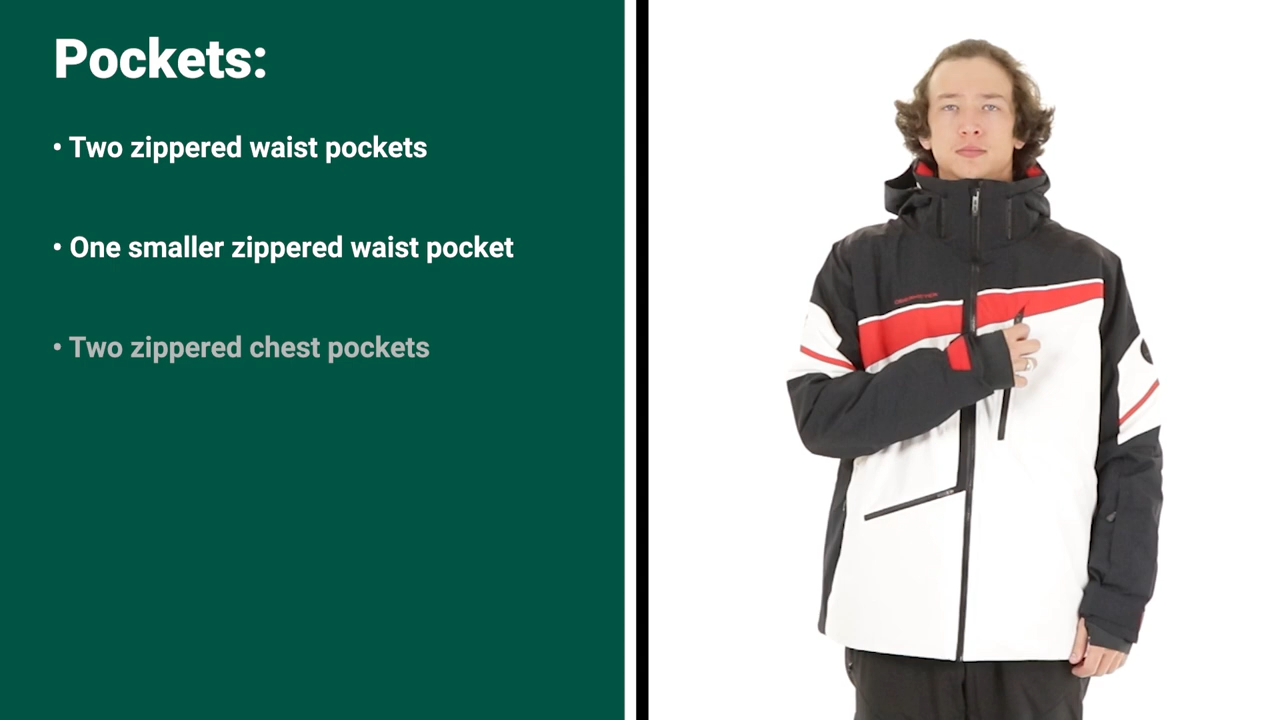 Pockets:
• Two zippered waist pockets
• One smaller zippered waist pocket
• Two zippered chest pockets